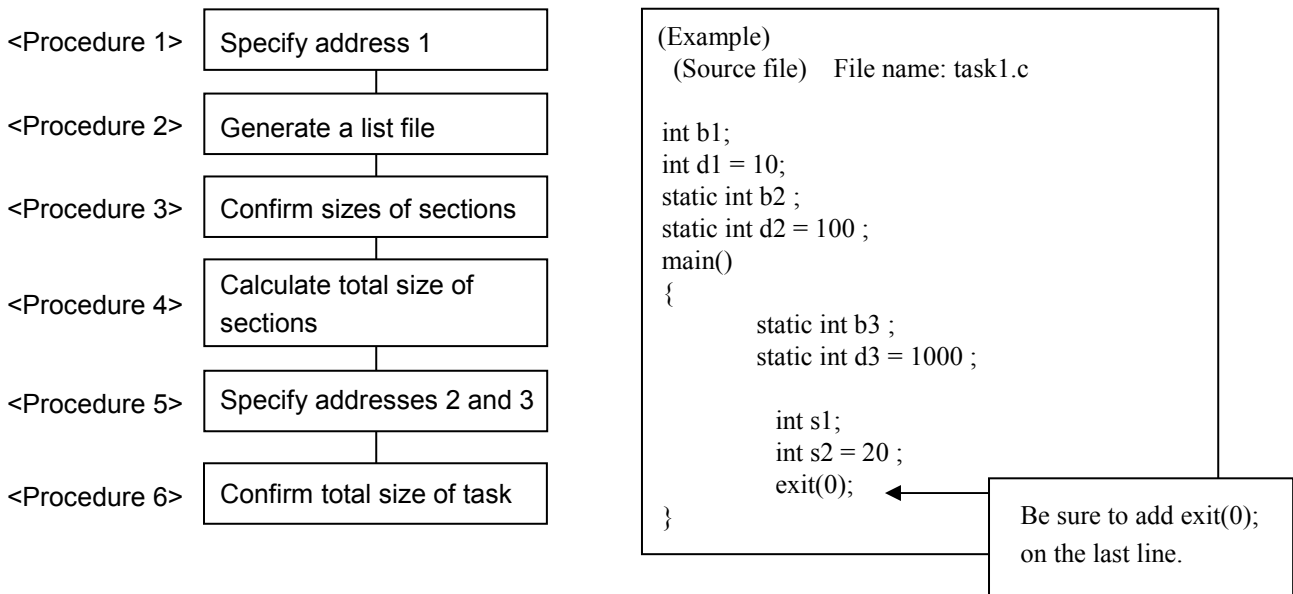 <Procedure 1> Specify address 1
<Procedure 2> Generate a list file
<Procedure 3> Confirm sizes of sections
<Procedure 4> Calculate total size of
sections
<Procedure 5> Specify addresses 2 and 3
<Procedure 6> Confirm total size of task
(Example)
(Source file) File name: task1.c
int b1;
int d1 = 10;
static int b2 ;
static int d2 = 100 ;
main()
{
static int b3 ;
static int d3 = 1000 ;
int s1;
int s2 = 20 ;
exit(0);
}
Be sure to add exit(0);
on the last line.